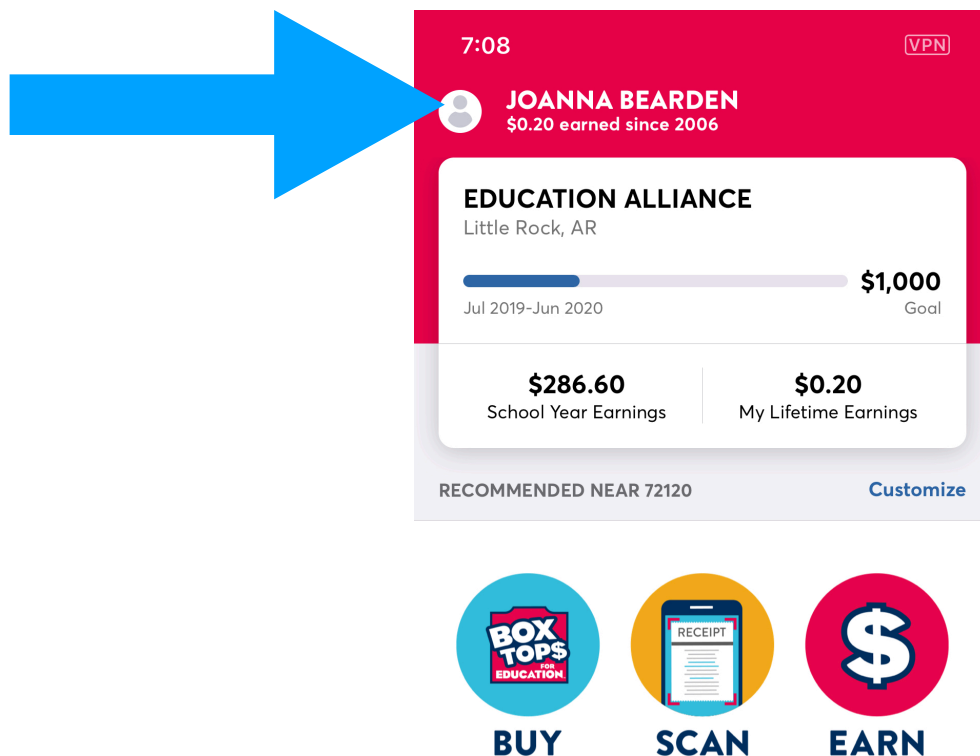 7:08 VPN
JOANNA BEARDEN
$0.20 earned since 2006
EDUCATION ALLIANCE
Little Rock, AR
$1,000
Jul 2019-Jun 2020 Goal
$286.60 $0.20
School Year Earnings My Lifetime Earnings
RECOMMENDED NEAR 72120 Customize
BOX
TOPS
FOR
EDUCATION
RECEIPT
$
BUY SCAN EARN